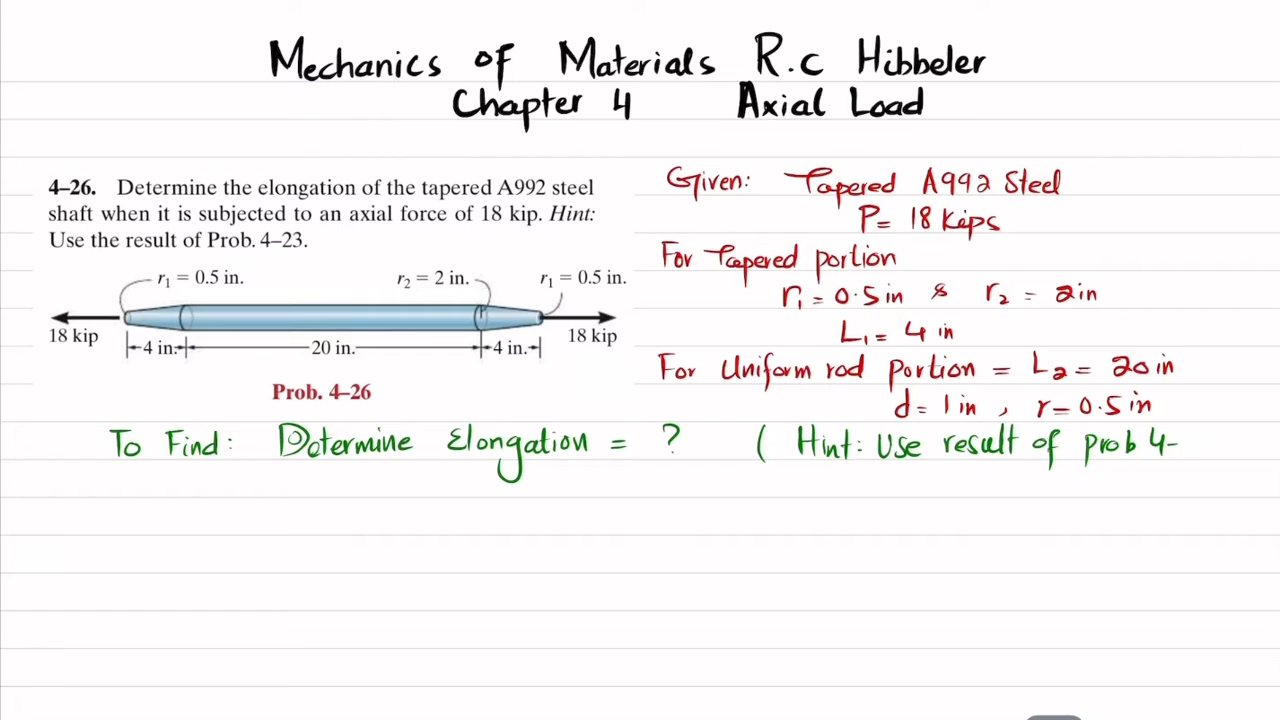 Mechanics of Materials R.C Hibbeler
Chapter 4 Axial Load
4–26. Determine the elongation of the tapered A992 steel
shaft when it is subjected to an axial force of 18 kip. Hint:
Use the result of Prob. 4–23.
r₁ = 0.5 in. r₂ = 2 in. r₁ = 0.5 in.
18 kip 18 kip
4 in. 20 in. 4 in.
Prob. 4–26
Given: Tapered A992 Steel
P= 18 Kips
For Tapered portion
r₁ = 0.5 in & r₂ = 2in
L₁ = 4 in
For Uniform rod Portion = L₂ = 20 in
d = 1 in , r = 0.5 in
To Find: Determine Elongation = ? ( Hint: Use result of prob 4-